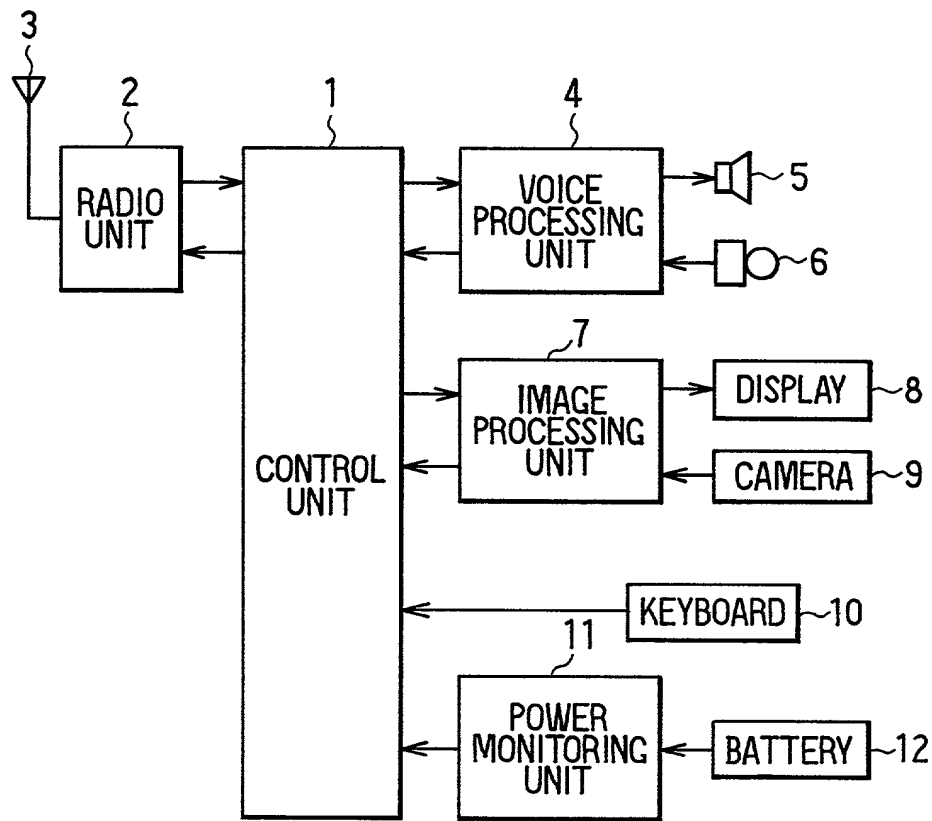 3
2
1
4
RADIO
UNIT
VOICE
PROCESSING
UNIT
5
6
7
IMAGE
PROCESSING
UNIT
DISPLAY
8
CONTROL
UNIT
CAMERA
9
KEYBOARD
10
11
POWER
MONITORING
UNIT
BATTERY
12